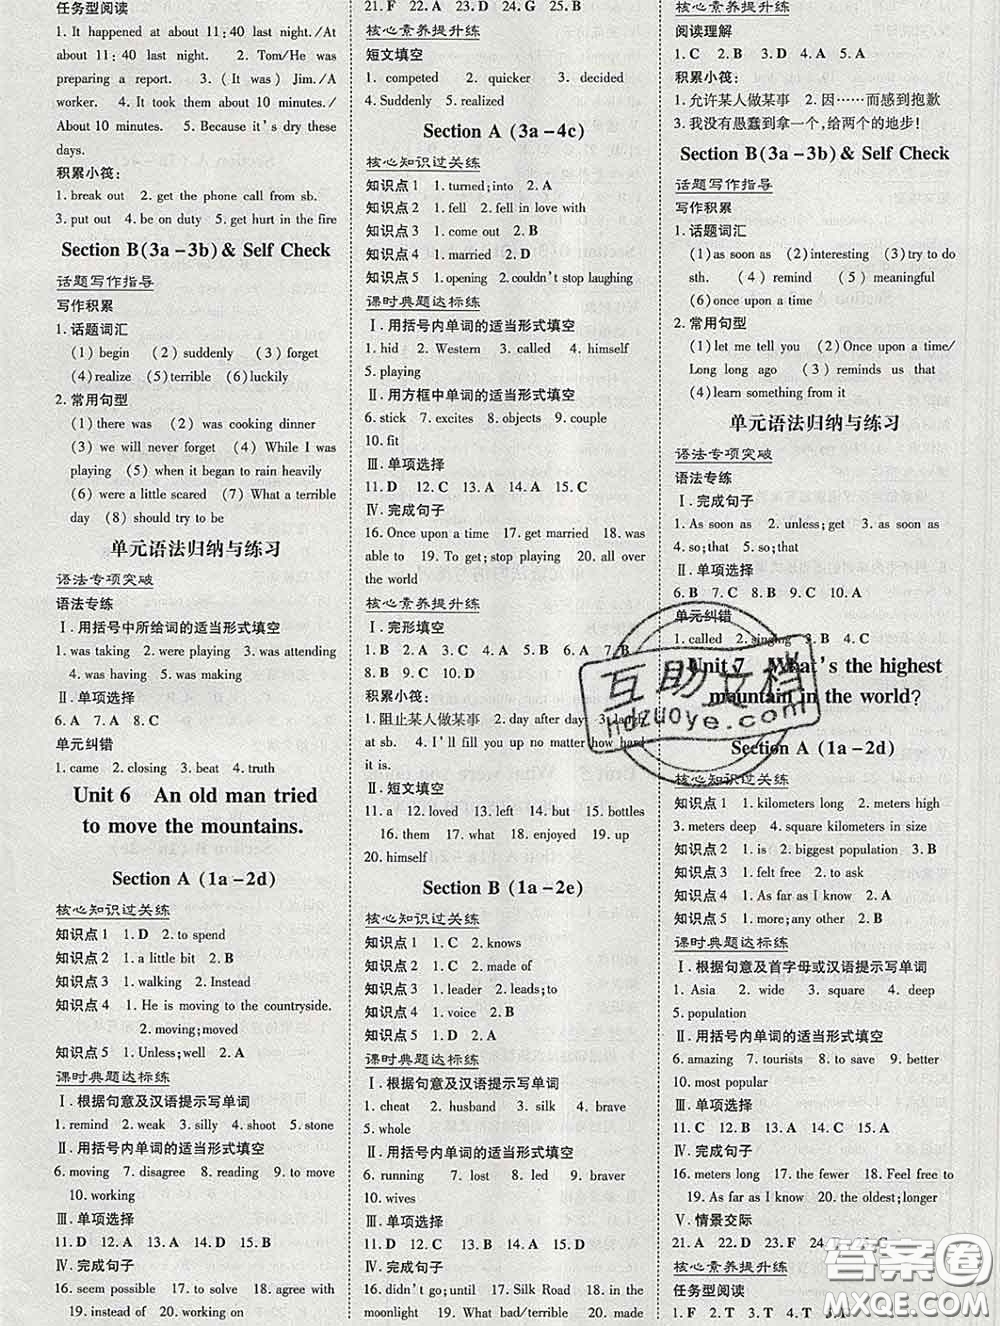 任务型阅读
1. It happened at about 11:40 last night./At
about 11:40 last night. 2. Tom/He was
preparing a report. 3. (It was) Jim./A
worker. 4. It took them about 10 minutes./
About 10 minutes. 5. Because it's dry these
days.
积累小筏:
1. break out 2. get the phone call from sb.
3. put out 4. be on duty 5. get hurt in the fire
Section B(3a-3b)& Self Check
话题写作指导
写作积累
1. 话题词汇
(1) begin (2) suddenly (3) forget
(4)realize (5)terrible (6)luckily
2. 常用句型
(1)there was (2) was cooking dinner
(3) we will never forget (4) While I was
playing (5) when it began to rain heavily
(6) were a little scared (7)What a terrible
day (8) should try to be
单元语法归纳与练习
语法专项突破
语法专练
Ⅰ. 用括号中所给词的适当形式填空
1. was taking 2. were playing 3. was attending
4. was having 5. was making
Ⅱ. 单项选择
6. A 7. A 8. C 9. C 10. A
单元纠错
1. came 2. closing 3. beat 4. truth
Unit 6 An old man tried
to move the mountains.
Section A (1a-2d)
核心知识过关练
知识点1 1. D 2. to spend
知识点2 1. a little bit 2. B
知识点3 1. walking 2. Instead
知识点4 1. He is moving to the countryside.
2. moving;moved
知识点5 1. Unless;well 2. A
课时典题达标练
Ⅰ. 根据句意及汉语提示写单词
1. remind 2. weak 3. silly 4. shoot 5. stone
Ⅱ. 用括号内单词的适当形式填空
6. moving 7. disagree 8. reading 9. to move
10. working
Ⅲ. 单项选择
11. D 12. D 13. A 14. A 15. D
Ⅳ. 完成句子
16. seem possible 17. to solve 18. agree with
19. instead of 20. working on
21. F 22. A 23. D 24. G 25. B
核心素养提升练
短文填空
1. competed 2. quicker 3. decided
4. Suddenly 5. realized
Section A (3a-4c)
核心知识过关练
知识点1 1. turned;into 2. A
知识点2 1. fell 2. fell in love with
知识点3 1. come out 2. B
知识点4 1. married 2. D
知识点5 1. opening 2. couldn't stop laughing
课时典题达标练
Ⅰ. 用括号内单词的适当形式填空
1. hid 2. Western 3. called 4. himself
5. playing
Ⅱ. 用方框中单词的适当形式填空
6. stick 7. excites 8. objects 9. couple
10. fit
Ⅲ. 单项选择
11. D 12. C 13. A 14. A 15. D
Ⅳ. 完成句子
16. Once upon a time 17. get married 18. was
able to 19. To get; stop playing 20. all over
the world
核心素养提升练
Ⅰ. 完形填空
1. B 2. A 3. A 4. C 5. D 6. A 7. B
8. C 9. D 10. D
积累小筏:
1. 阻止某人做某事 2. day after day 3. laugh
at sb. 4. I'll fill you up no matter how hard
it is.
Ⅱ. 短文填空
11. a 12. loved 13. left 14. but 15. bottles
16. them 17. what 18. enjoyed 19. up
20. himself
Section B (1a-2e)
核心知识过关练
知识点1 1. C 2. knows
知识点2 1. A 2. made of
知识点3 1. leader 2. leads;to
知识点4 1. voice 2. B
知识点5 1. D 2. A
课时典题达标练
Ⅰ. 根据句意及汉语提示写单词
1. cheat 2. husband 3. silk 4. brave
5. whole
Ⅱ. 用括号内单词的适当形式填空
6. running 7. lost 8. led 9. braver
10. wives
Ⅲ. 单项选择
11. D 12. B 13. C 14. C 15. B
Ⅳ. 完成句子
16. didn't go;until 17. Silk Road 18. in the
moonlight 19. What bad/terrible 20. made
核心素养提升练
阅读理解
1. C 2. B 3. D 4. A 5. A
积累小筏:
1. 允许某人做某事 2. 因……而感到抱歉
3. 我没有愚蠢到拿一个,给两个的地步!
Section B(3a-3b)& Self Check
话题写作指导
写作积累
1. 话题词汇
(1)as soon as (2)interesting (3)try to do
sth. (4) remind (5) meaningful
(6)once upon a time
2. 常用句型
(1)let me tell you (2)Once upon a time/
Long long ago (3) reminds us that
(4)learn something from it
单元语法归纳与练习
语法专项突破
语法专练
Ⅰ. 完成句子
1. As soon as 2. unless;get 3. As soon as
4. so;that 5. so;that
Ⅱ. 单项选择
6. B 7. C 8. B 9. C 10. A
单元纠错
1. called 2. singing 3. B 4. C
Unit 7 What's the highest
mountain in the world?
Section A (1a-2d)
核心知识过关练
知识点1 1. kilometers long 2. meters high
3. meters deep 4. square kilometers in size
知识点2 1. is 2. biggest population 3. B
知识点3 1. felt free 2. to ask
知识点4 1. As far as I know 2. A
知识点5 1. more;any other 2. B
课时典题达标练
Ⅰ. 根据句意及首字母或汉语提示写单词
1. Asia 2. wide 3. square 4. deep
5. population
Ⅱ. 用括号内单词的适当形式填空
6. amazing 7. tourists 8. to save 9. better
10. most popular
Ⅲ. 单项选择
11. C 12. C 13. B 14. C 15. A
Ⅳ. 完成句子
16. meters long 17. the fewer 18. Feel free to
19. As far as I know 20. the oldest;longer
Ⅴ. 情景交际
21. A 22. D 23. F
核心素养提升练
任务型阅读
1. F 2. T 3. T 4. T
互助文档
hdzuoye.com
答案圈
MXQE.COM